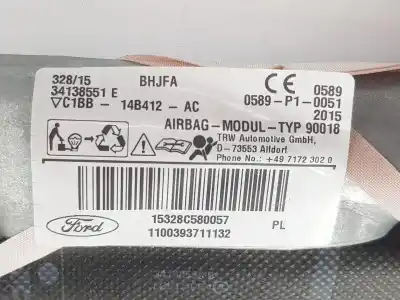 328/15 BHJFA CE 0589
34138551 E 0589-P1-0051
▽C1BB - 14B412 - AC 2015
AIRBAG-MODUL-TYP 90018
TRW Automotive GmbH,
D-73553 Alfdorf
Phone No.: +49 7172 302 0
Ford
15328C580057 PL
1100393711132